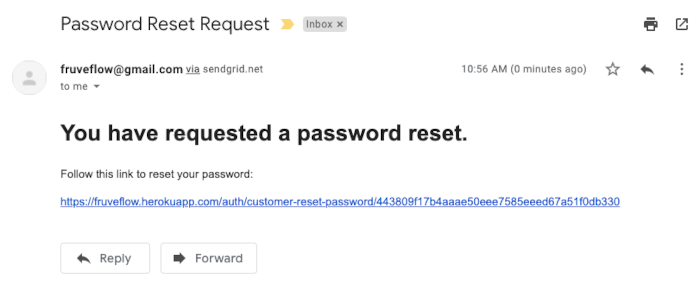 Password Reset Request Inbox ×
fruveflow@gmail.com via sendgrid.net 10:56 AM (0 minutes ago)
to me
You have requested a password reset.
Follow this link to reset your password:
https://fruveflow.herokuapp.com/auth/customer-reset-password/443809f17b4aaae50eee7585eeed67a51f0db330
Reply Forward